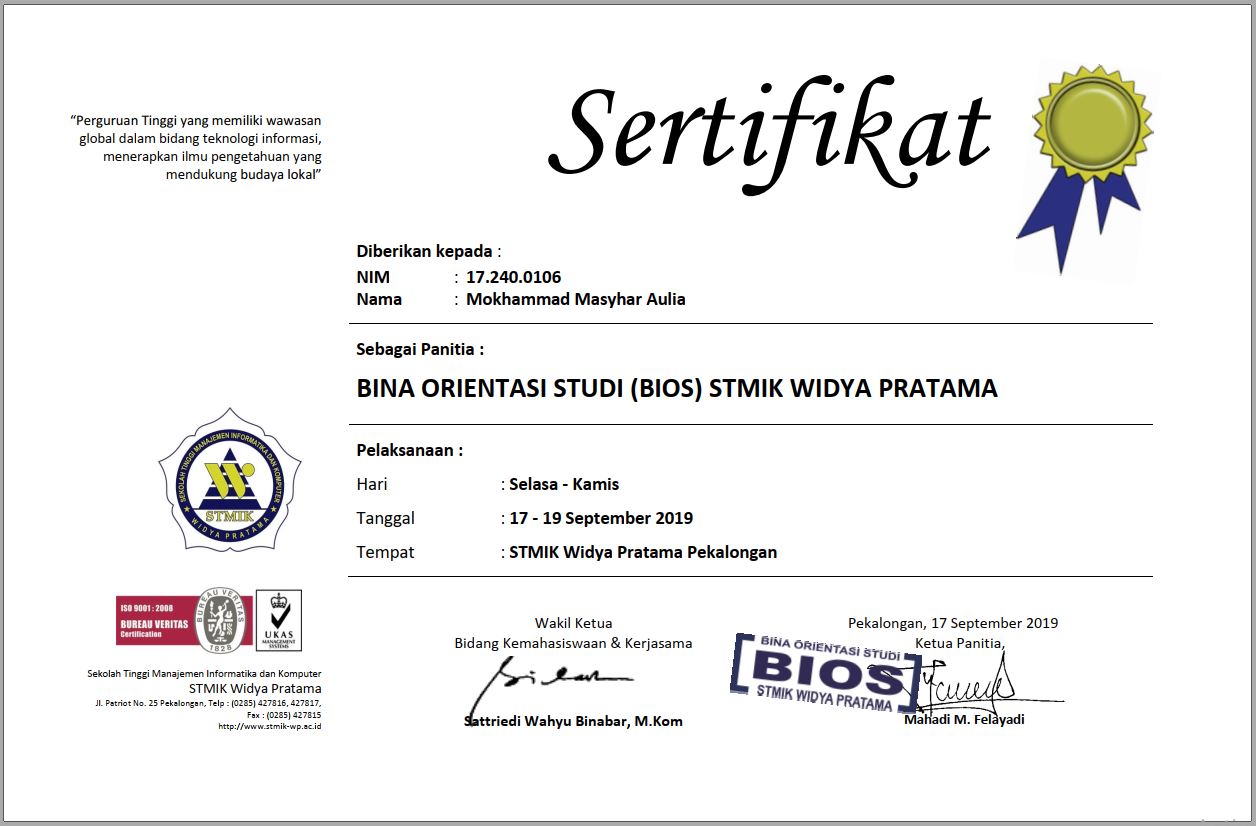 “Perguruan Tinggi yang memiliki wawasan
global dalam bidang teknologi informasi,
menerapkan ilmu pengetahuan yang
mendukung budaya lokal”
Sertifikat
Diberikan kepada :
NIM : 17.240.0106
Nama : Mokhammad Masyhar Aulia
Sebagai Panitia :
BINA ORIENTASI STUDI (BIOS) STMIK WIDYA PRATAMA
Pelaksanaan :
Hari : Selasa - Kamis
Tanggal : 17 - 19 September 2019
Tempat : STMIK Widya Pratama Pekalongan
SEKOLAH TINGGI MANAJEMEN INFORMATIKA DAN KOMPUTER
STMIK
WIDYA PRATAMA
ISO 9001 : 2008
BUREAU VERITAS
Certification
BUREAU VERITAS
1828
UKAS
MANAGEMENT
SYSTEMS
Sekolah Tinggi Manajemen Informatika dan Komputer
STMIK Widya Pratama
Jl. Patriot No. 25 Pekalongan, Telp : (0285) 427816, 427817,
Fax : (0285) 427815
http://www.stmik-wp.ac.id
Wakil Ketua
Bidang Kemahasiswaan & Kerjasama
Sattriedi Wahyu Binabar, M.Kom
Pekalongan, 17 September 2019
Ketua Panitia,
BINA ORIENTASI STUDI
BIOS
STMIK WIDYA PRATAMA
Mahadi M. Felayadi